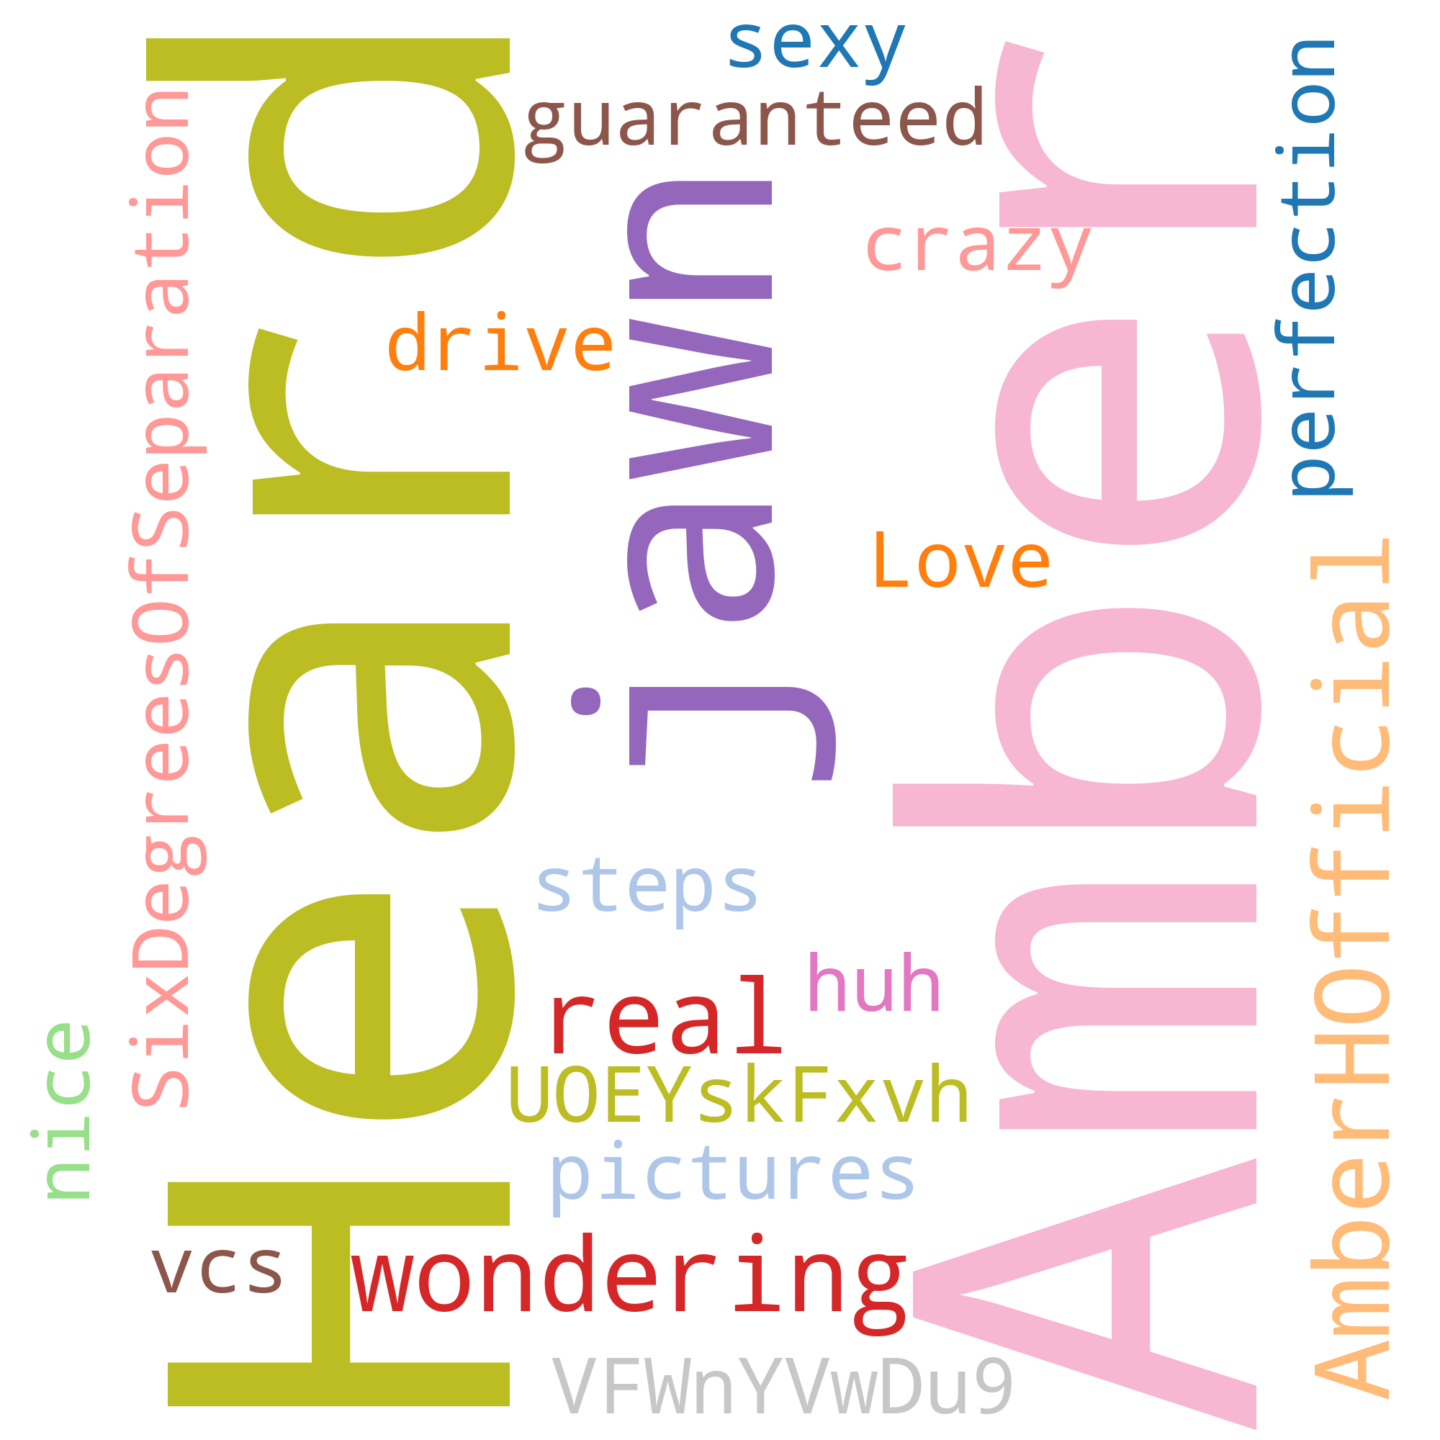 sexy
guaranteed
Heard
SixDegreesOfSeparation
jawn
Amber
perfection
crazy
drive
Love
AmberHOfficial
steps
huh
real
nice
UOEYskFxvh
pictures
vcs
wondering
VFWnYVwDu9